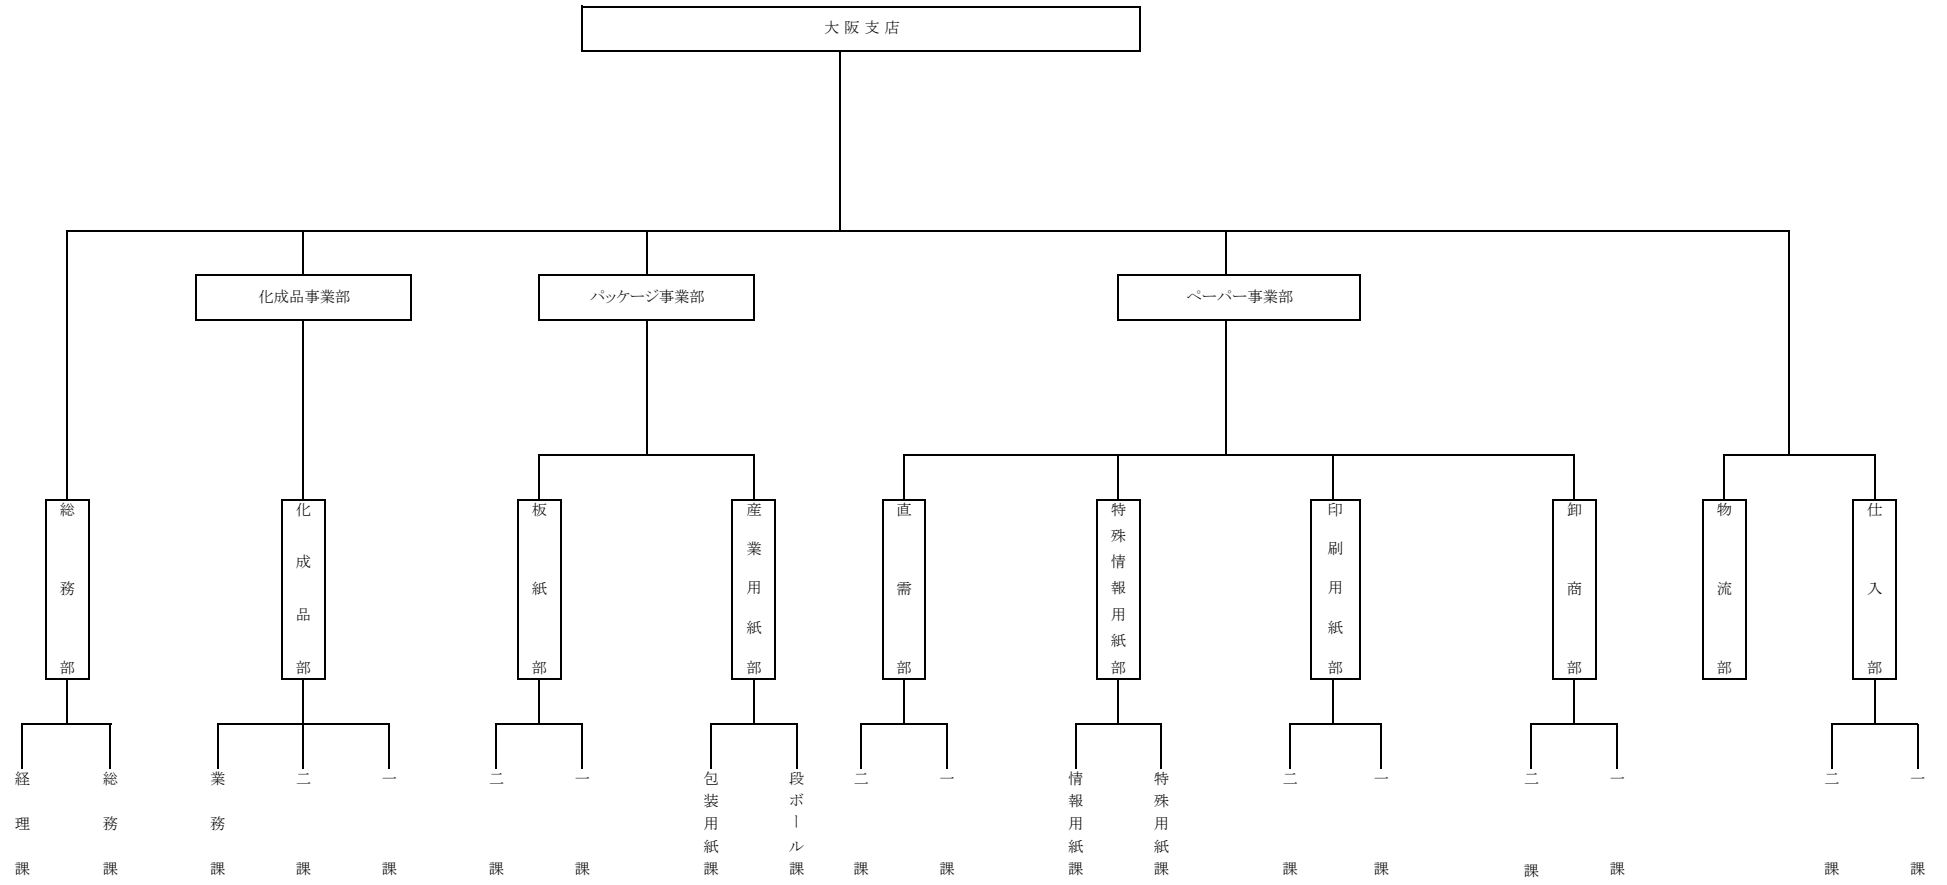 大阪支店
化成品事業部
パッケージ事業部
ペーパー事業部
総務部
化成品部
板紙部
産業用紙部
直需部
特殊情報用紙部
印刷用紙部
卸商部
物流部
仕入部
経理課
総務課
業務課
二課
一課
二課
一課
包装用紙課
段ボール課
二課
一課
情報用紙課
特殊用紙課
二課
一課
二課
一課
二課
一課